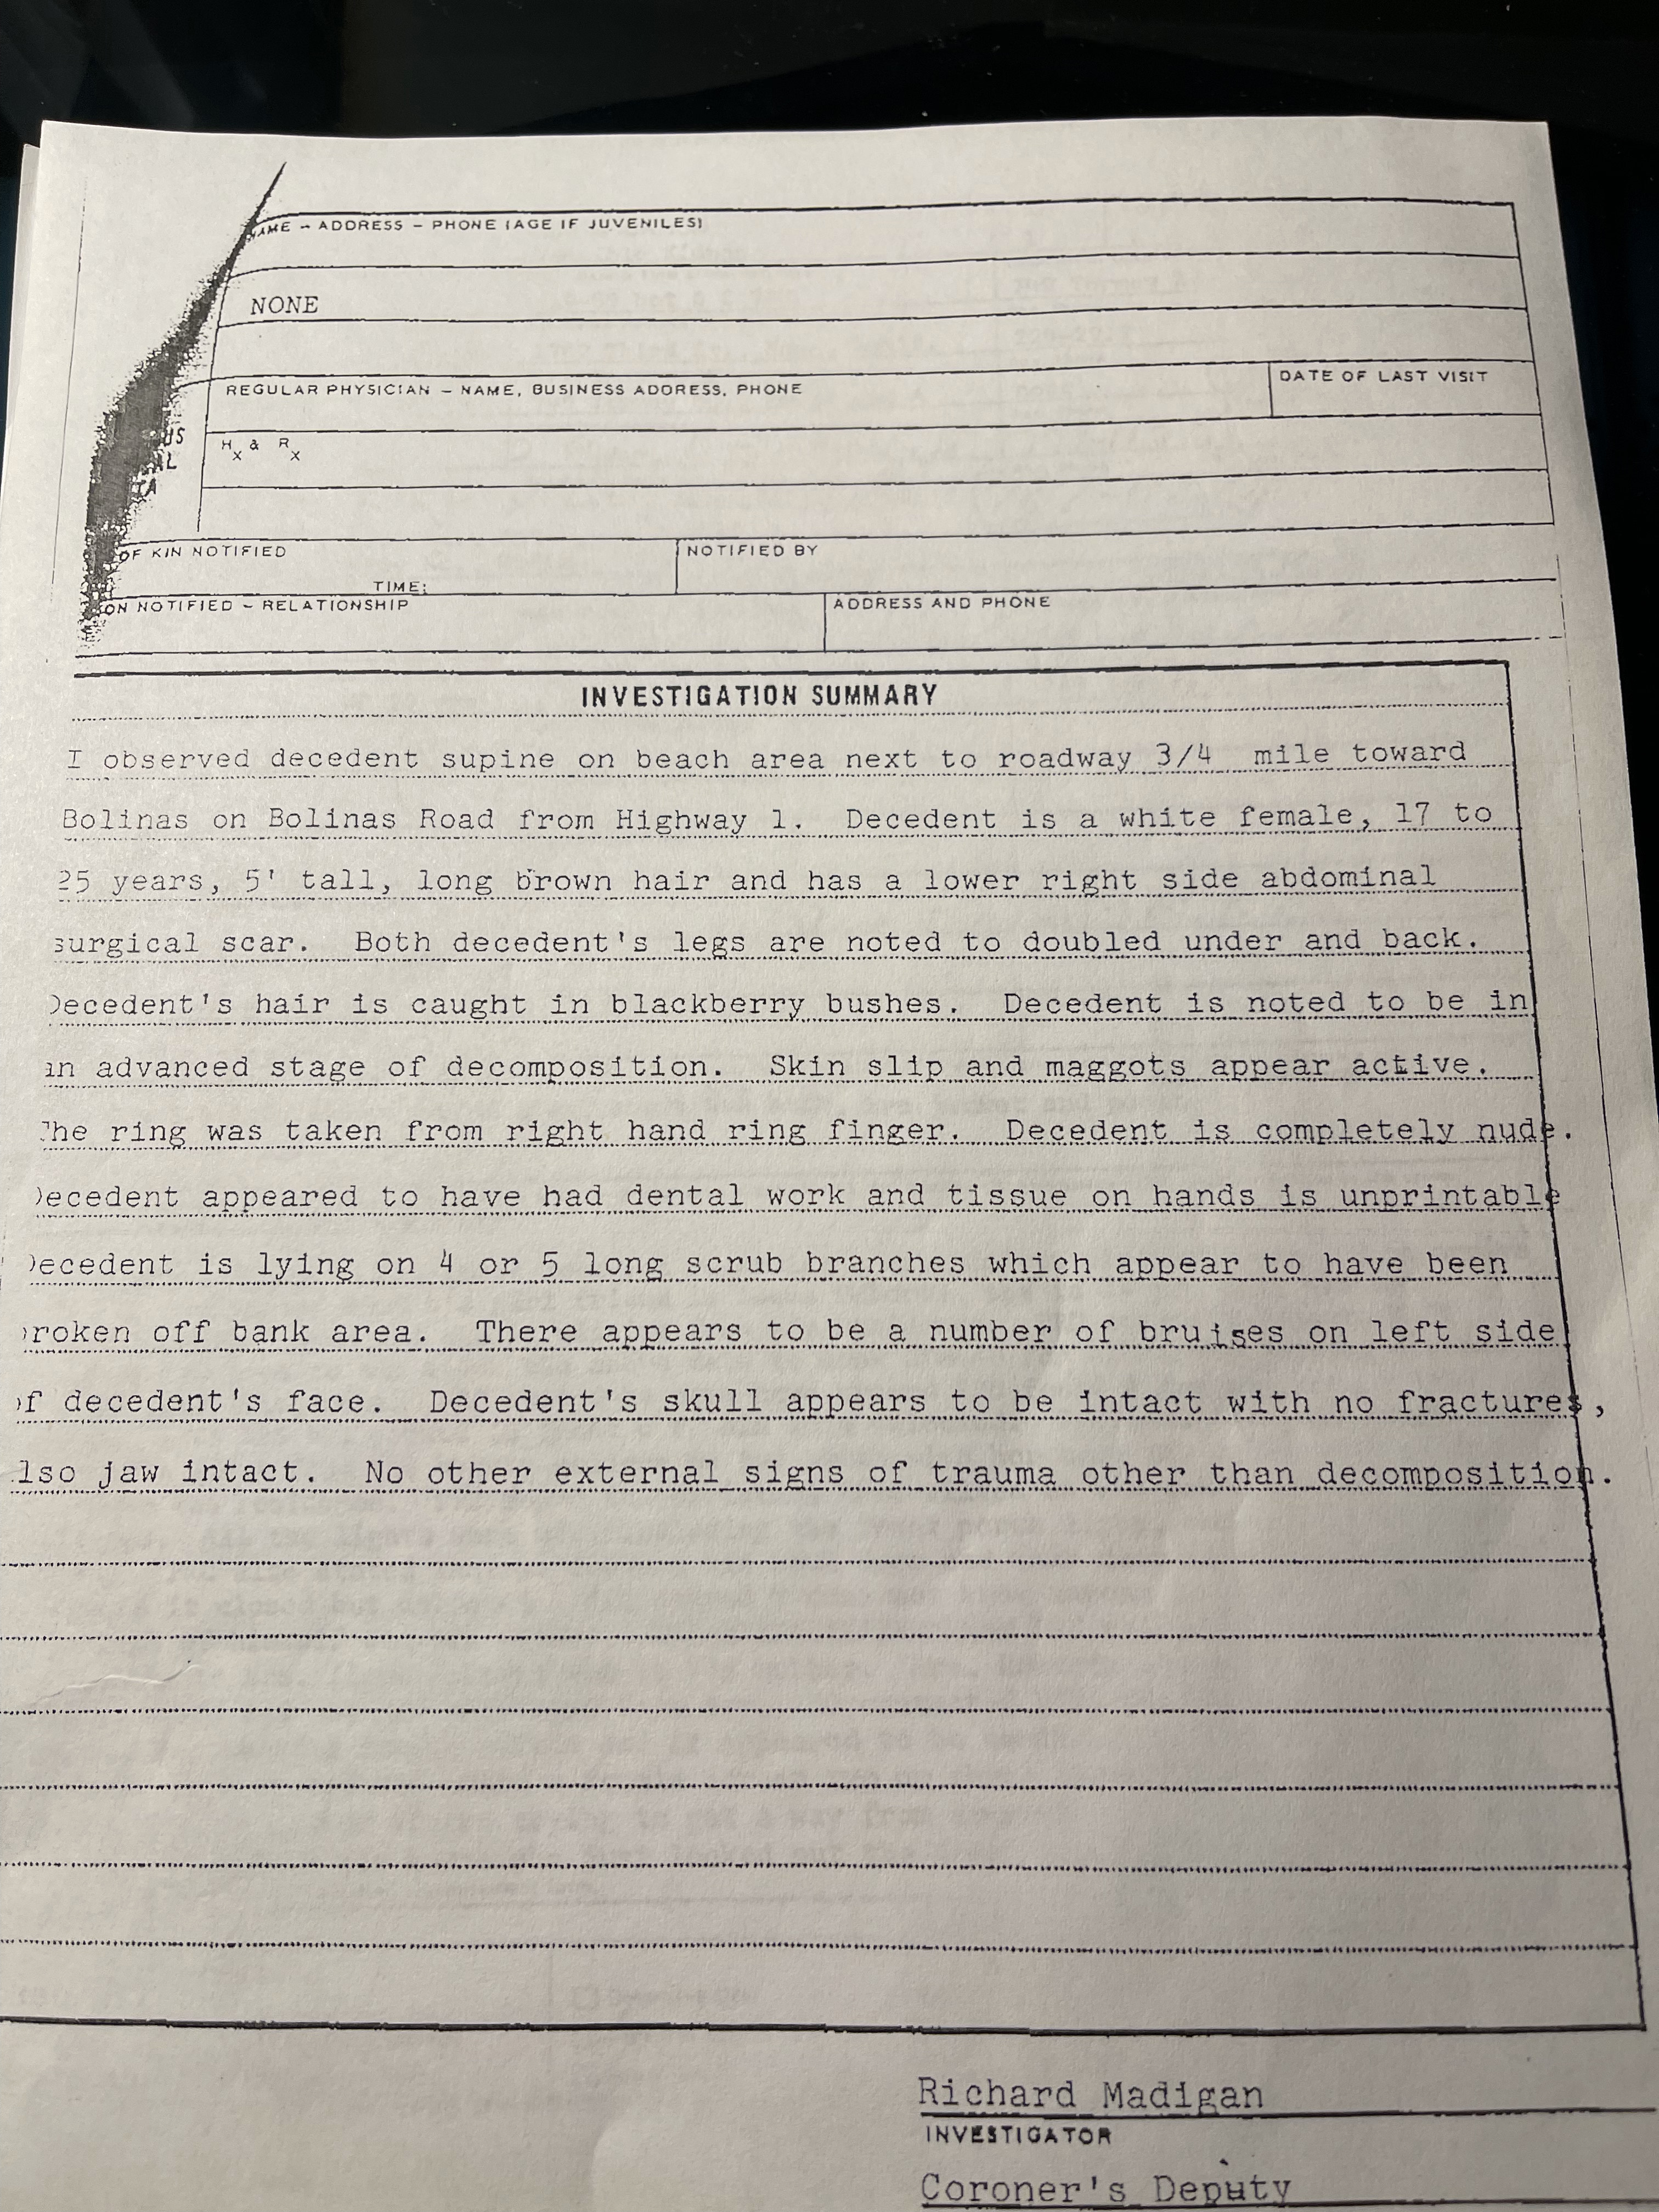 NAME - ADDRESS - PHONE (AGE IF JUVENILES)
NONE
REGULAR PHYSICIAN - NAME, BUSINESS ADDRESS, PHONE
DATE OF LAST VISIT
Hx & Rx
OF KIN NOTIFIED
NOTIFIED BY
TIME:
ON NOTIFIED - RELATIONSHIP
ADDRESS AND PHONE
INVESTIGATION SUMMARY
I observed decedent supine on beach area next to roadway 3/4 mile toward
Bolinas on Bolinas Road from Highway 1. Decedent is a white female, 17 to
25 years, 5' tall, long brown hair and has a lower right side abdominal
surgical scar. Both decedent's legs are noted to doubled under and back.
Decedent's hair is caught in blackberry bushes. Decedent is noted to be in
an advanced stage of decomposition. Skin slip and maggots appear active.
The ring was taken from right hand ring finger. Decedent is completely nude.
Decedent appeared to have had dental work and tissue on hands is unprintable
Decedent is lying on 4 or 5 long scrub branches which appear to have been
broken off bank area. There appears to be a number of bruises on left side
of decedent's face. Decedent's skull appears to be intact with no fractures,
lso jaw intact. No other external signs of trauma other than decomposition.
Richard Madigan
INVESTIGATOR
Coroner's Deputy